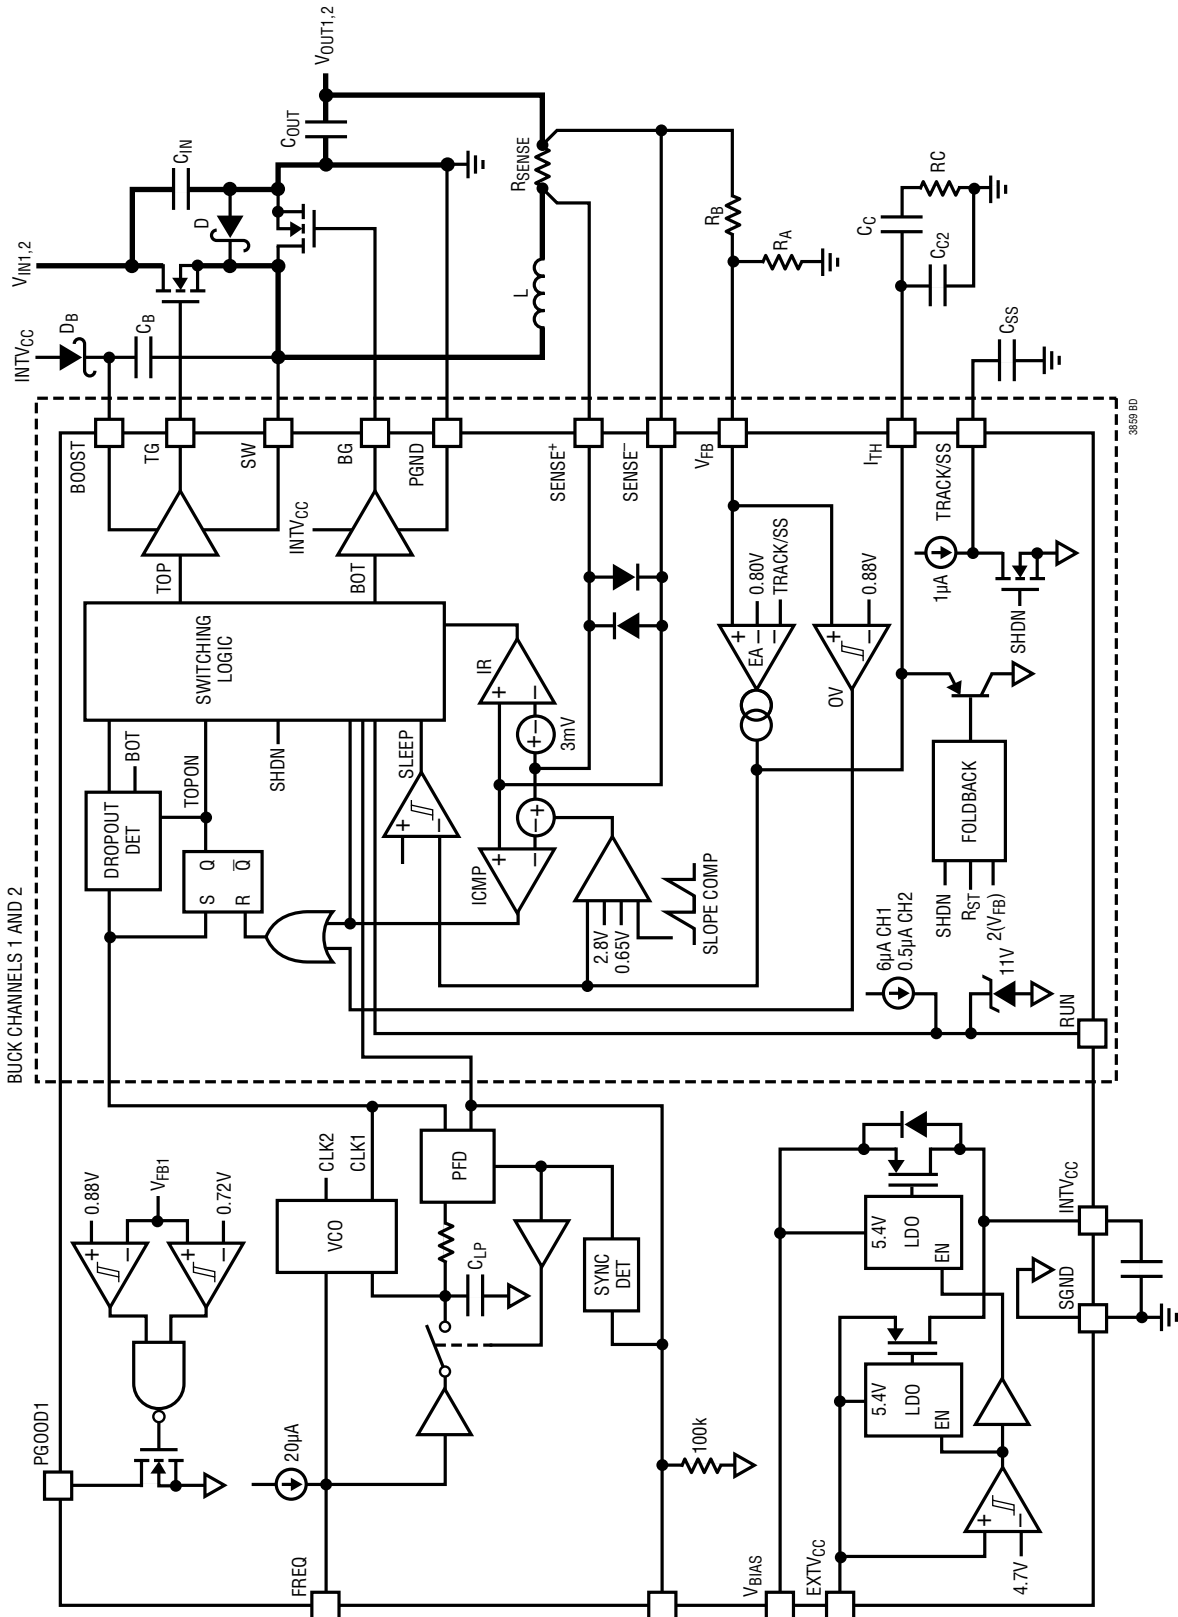 BUCK CHANNELS 1 AND 2
INTVCC
DB
CB
VIN1,2
CIN
D
COUT
VOUT1,2
RSENSE
L
RB
RA
CC
RC
CC2
CSS
3859 BD
BOOST
TG
SW
BG
PGND
SENSE+
SENSE–
VFB
ITH
TRACK/SS
TOP
INTVCC
BOT
SWITCHING
LOGIC
DROPOUT
DET
BOT
TOPON
S Q
R Q̅
SHDN
SLEEP
+
–
IR
+
–
+ –
3mV
– +
ICMP
+
–
2.8V
0.65V
SLOPE COMP
+
EA –
–
0.80V
TRACK/SS
OV
+
–
0.88V
1µA
SHDN
FOLDBACK
SHDN
RST
2(VFB)
6µA CH1
0.5µA CH2
11V
RUN
PGOOD1
0.88V
+
–
VFB1
+
–
0.72V
VCO
CLK2
CLK1
PFD
CLP
SYNC
DET
20µA
FREQ
100k
VBIAS
EXTVCC
4.7V
+
–
5.4V
LDO
EN
5.4V
LDO
EN
INTVCC
SGND